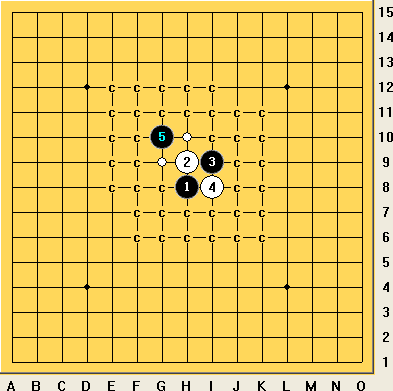 15
14
13
c c c c c 12
c c c c c c c 11
c c 5 c c c 10
c c 2 3 c c 9
c c c 1 4 c c 8
c c c c c c 7
c c c c c c 6
5
4
3
2
1
A B C D E F G H I J K L M N O